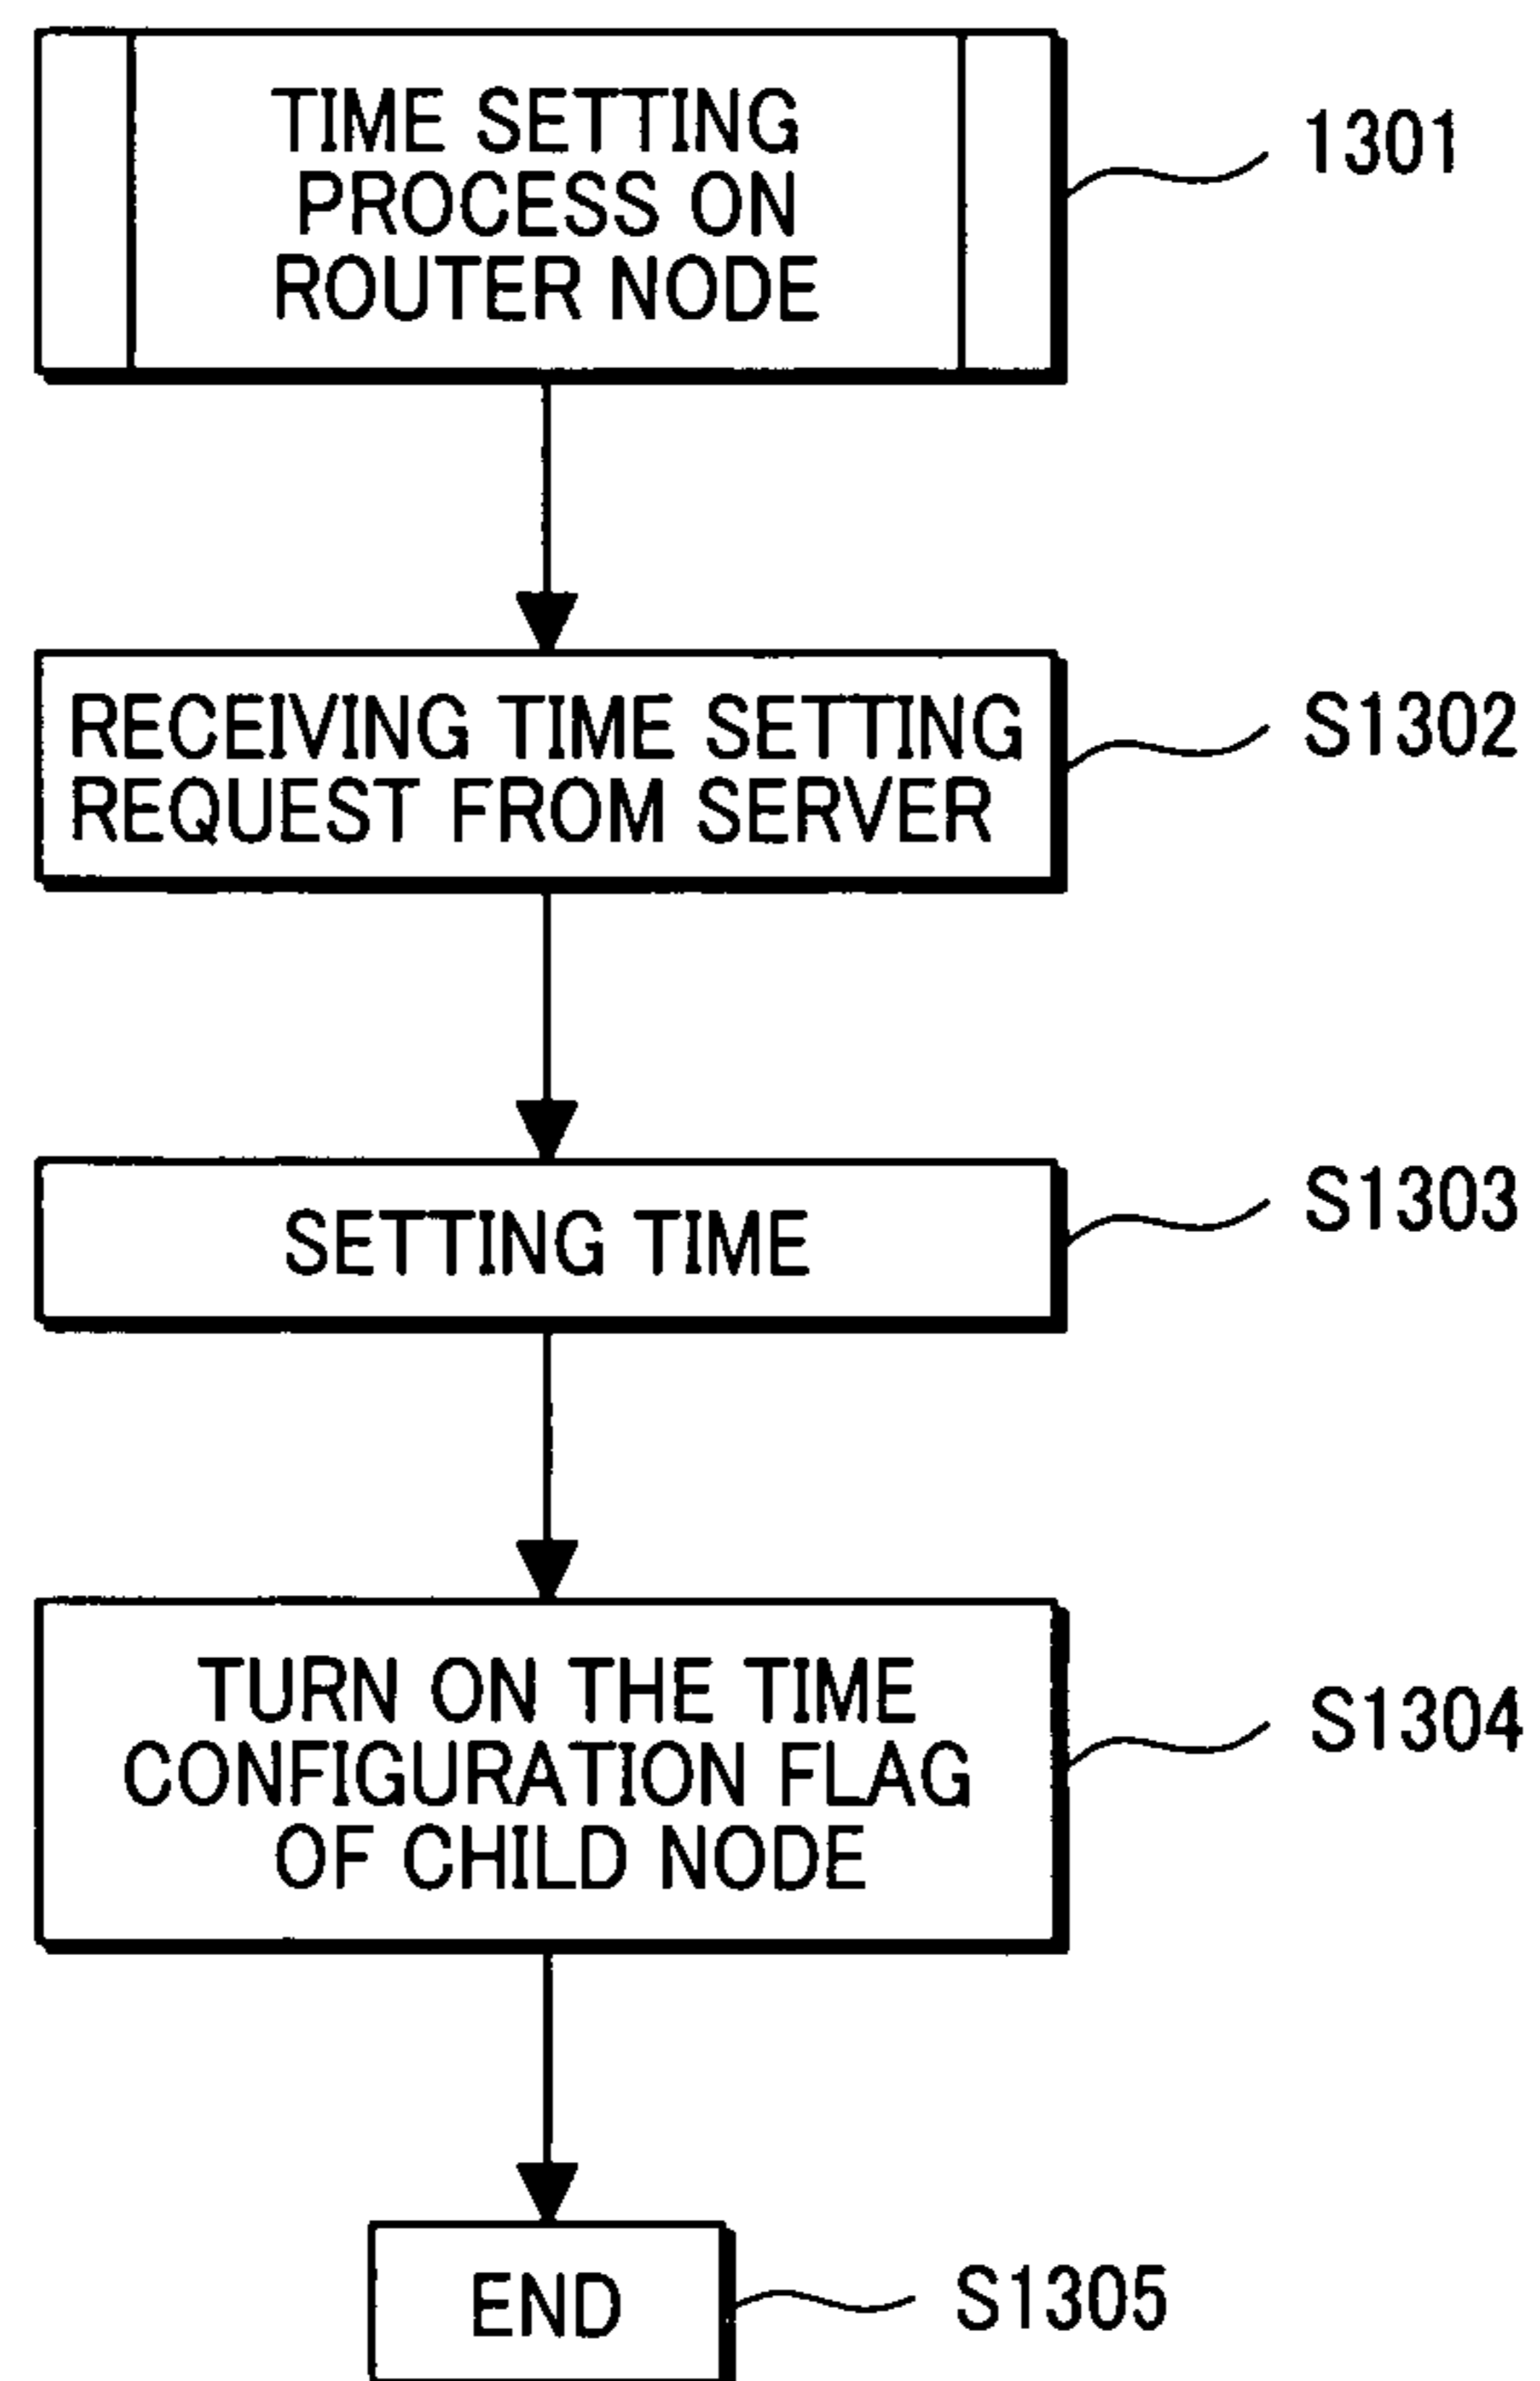 TIME SETTING
PROCESS ON
ROUTER NODE
1301
RECEIVING TIME SETTING
REQUEST FROM SERVER
S1302
SETTING TIME
S1303
TURN ON THE TIME
CONFIGURATION FLAG
OF CHILD NODE
S1304
END
S1305